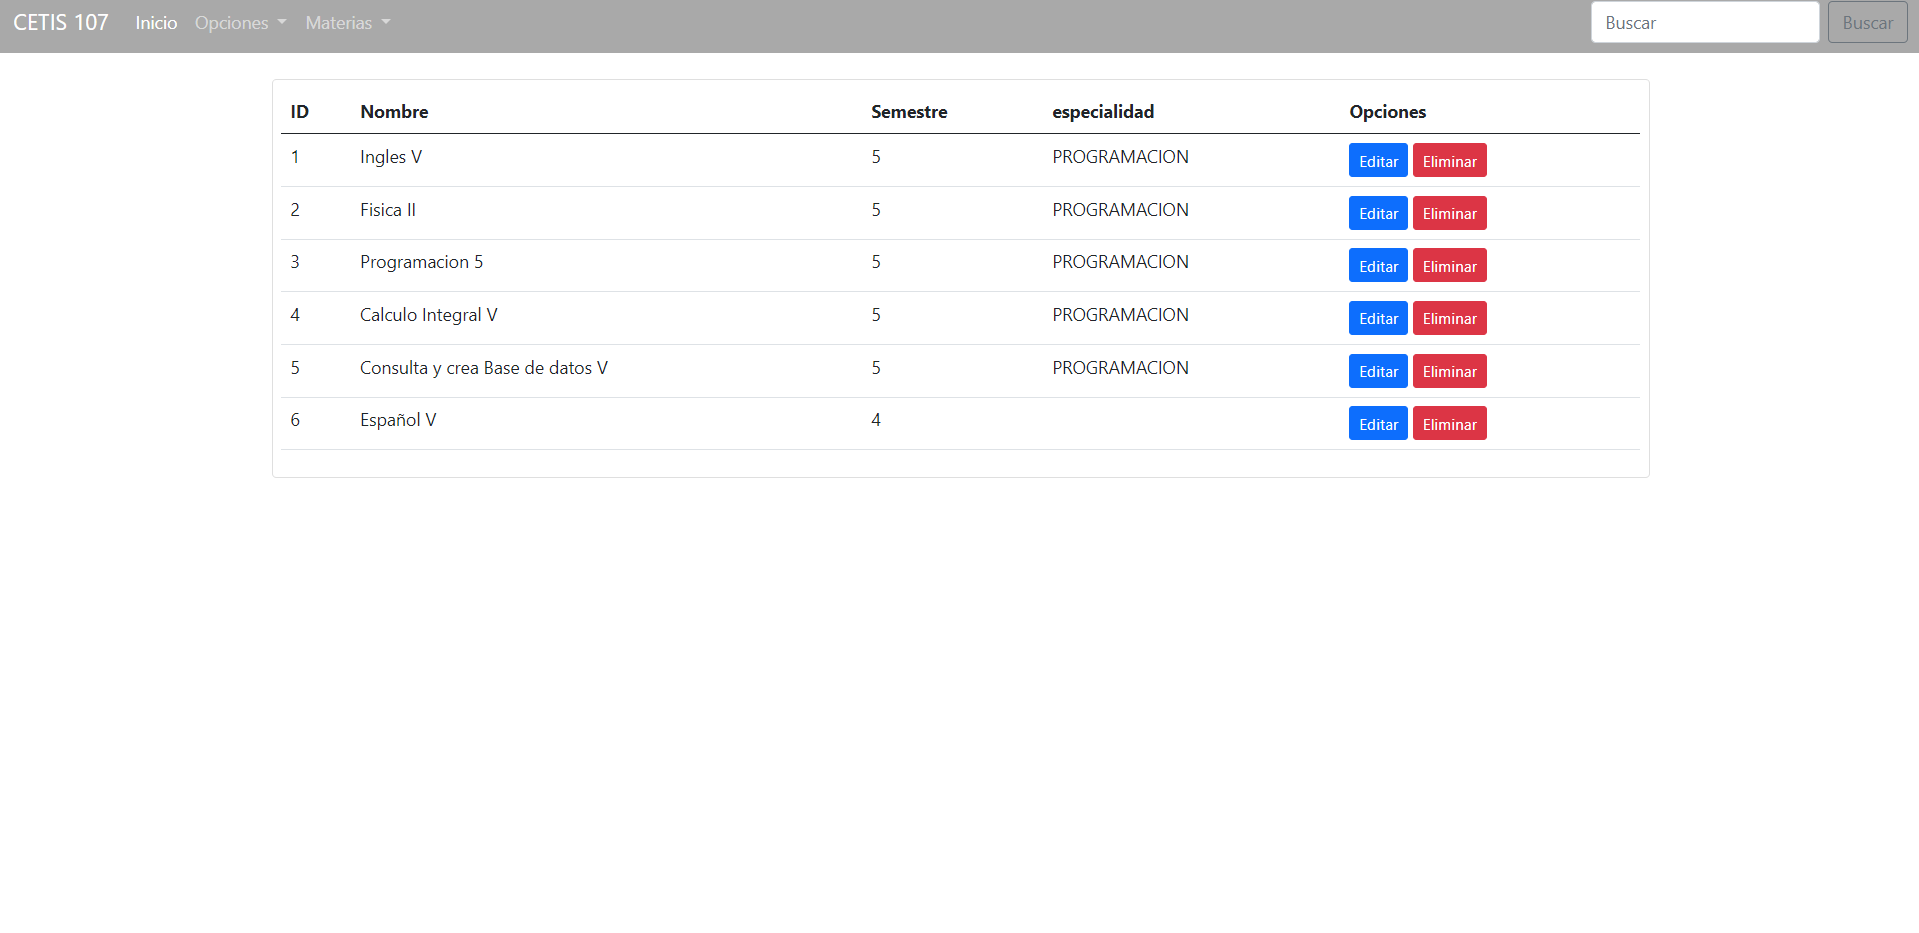 CETIS 107 Inicio Opciones Materias Buscar Buscar
ID Nombre Semestre especialidad Opciones
1 Ingles V 5 PROGRAMACION Editar Eliminar
2 Fisica II 5 PROGRAMACION Editar Eliminar
3 Programacion 5 5 PROGRAMACION Editar Eliminar
4 Calculo Integral V 5 PROGRAMACION Editar Eliminar
5 Consulta y crea Base de datos V 5 PROGRAMACION Editar Eliminar
6 Español V 4 Editar Eliminar